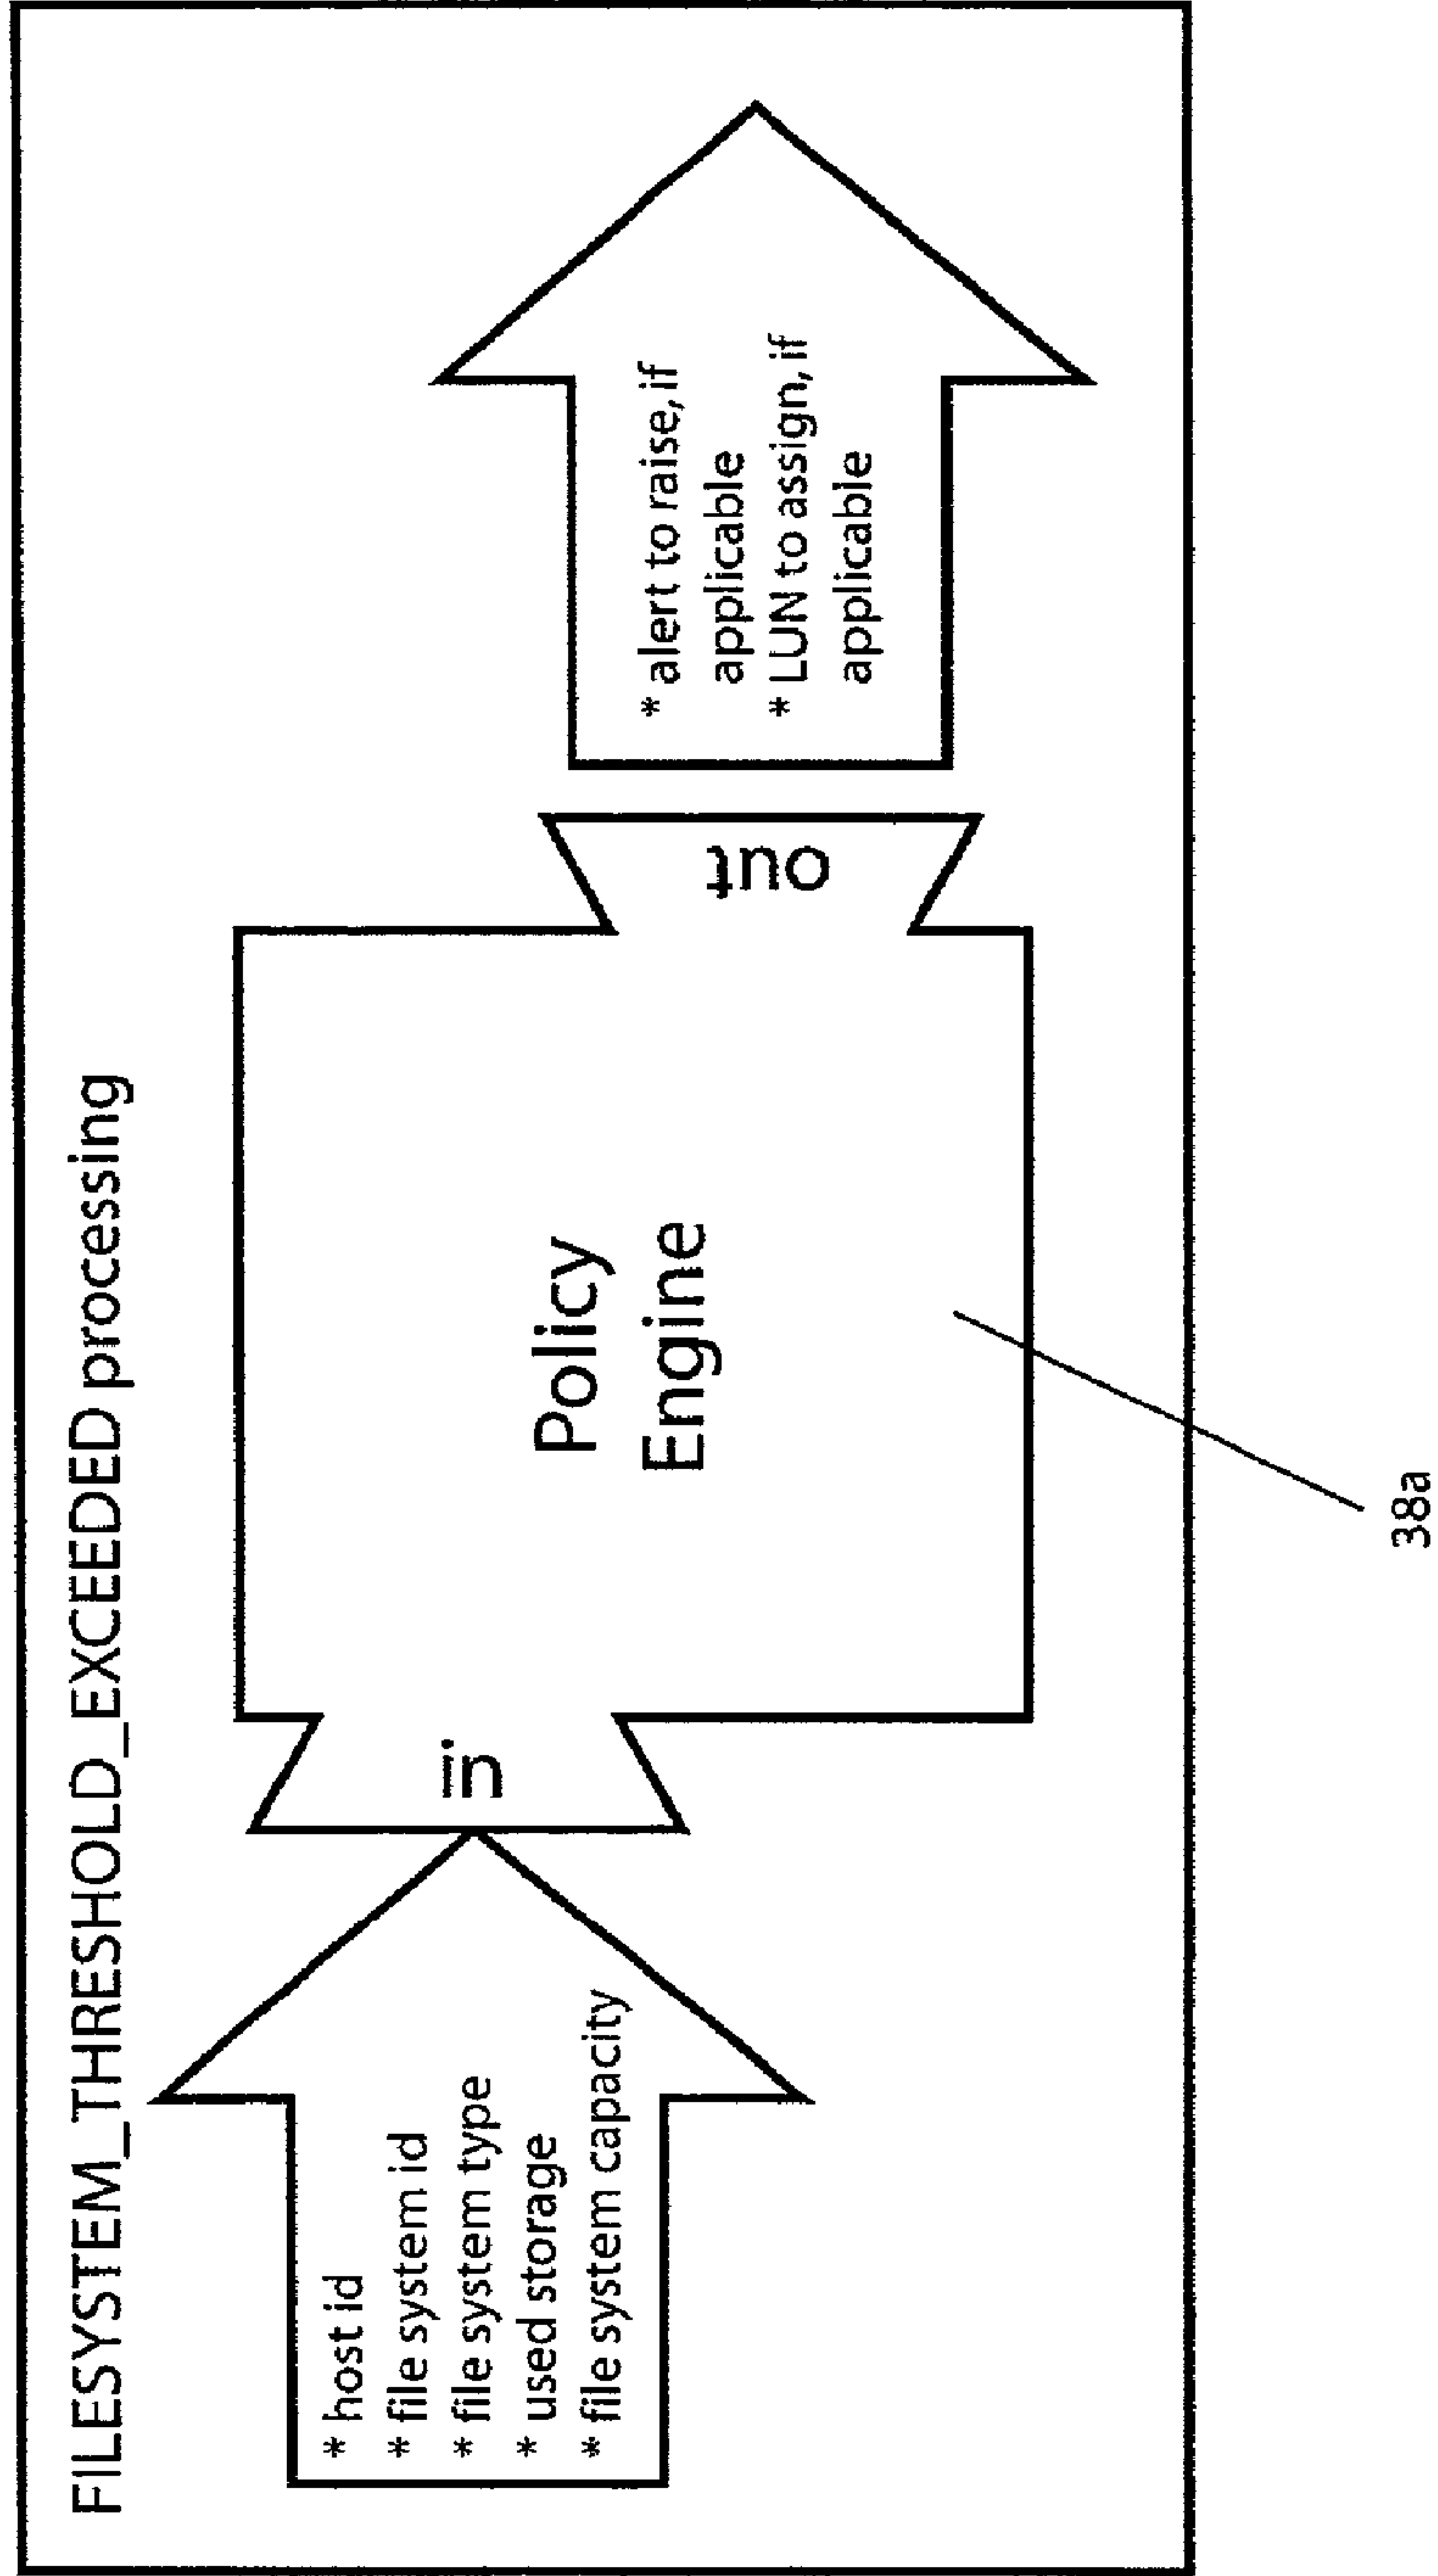 FILESYSTEM_THRESHOLD_EXCEEDED processing
* host id
* file system id
* file system type
* used storage
* file system capacity
in
Policy
Engine
out
* alert to raise, if
applicable
* LUN to assign, if
applicable
38a